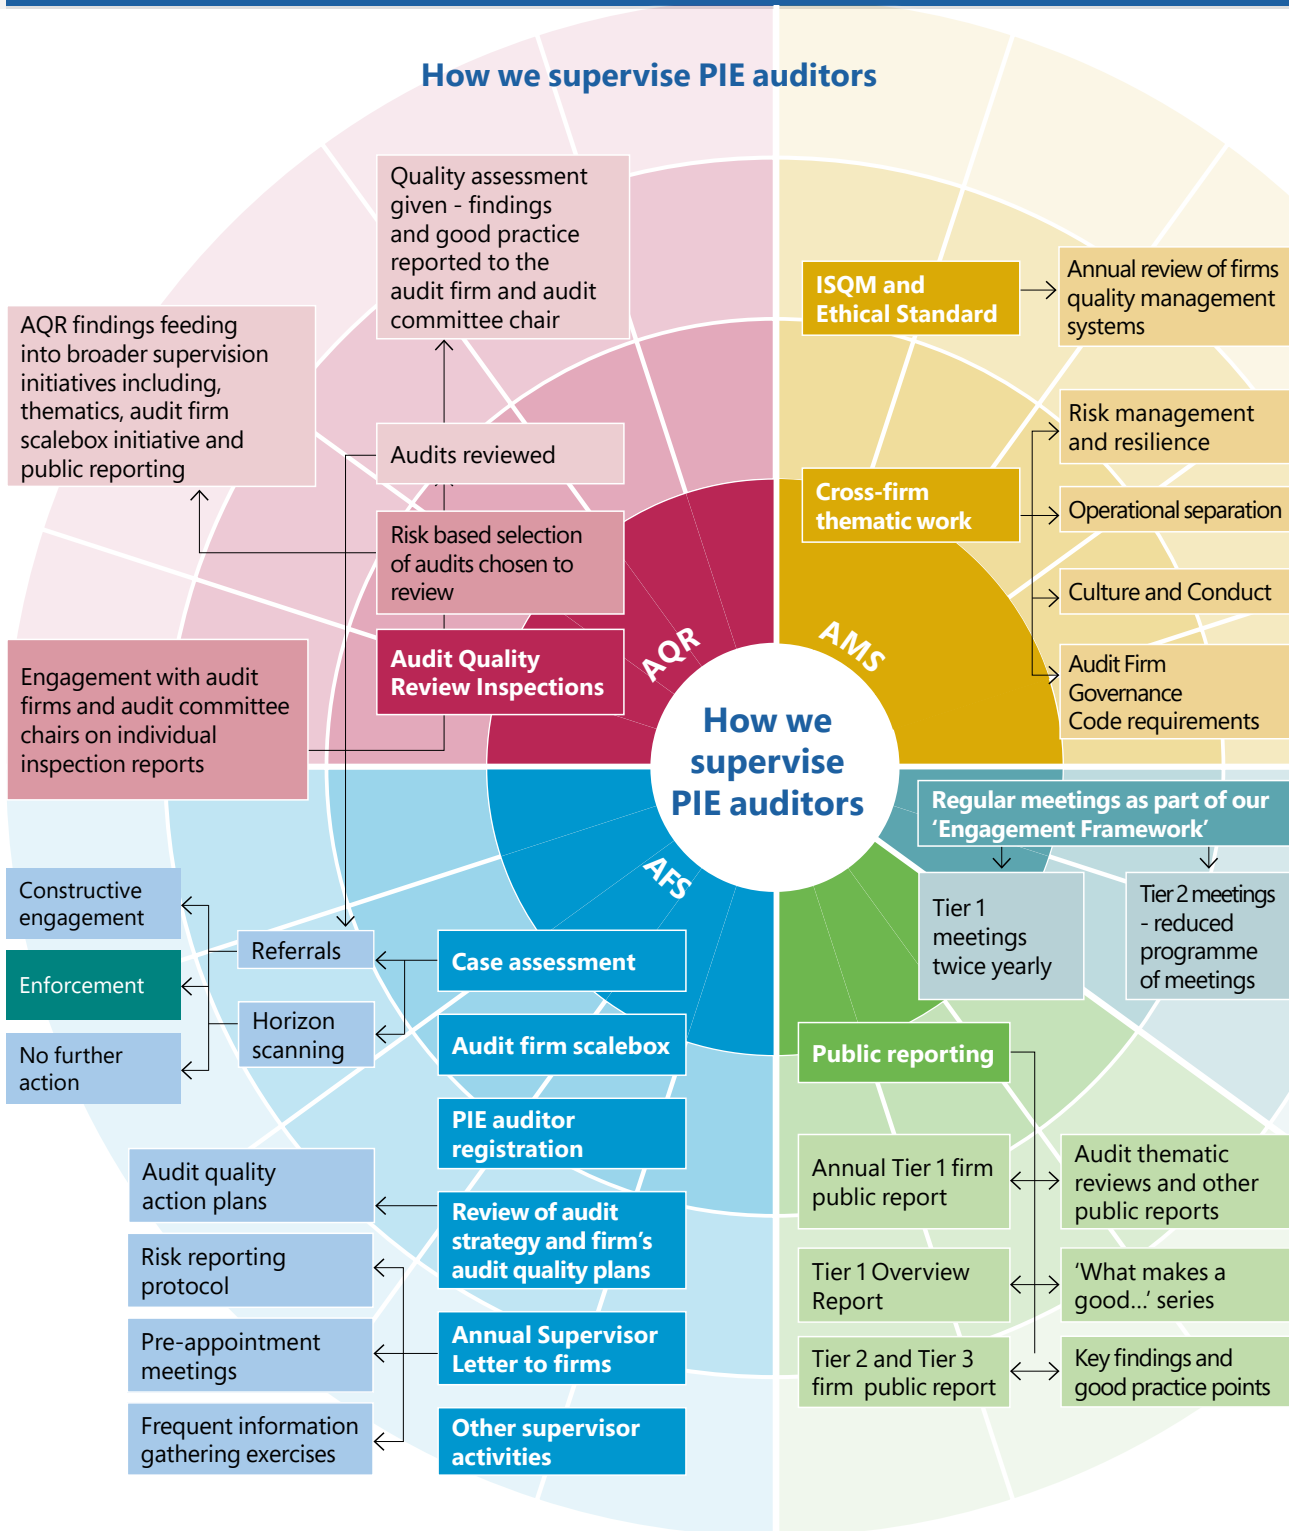 How we supervise PIE auditors
Quality assessment
given - findings
and good practice
reported to the
audit firm and audit
committee chair
AQR findings feeding
into broader supervision
initiatives including,
thematics, audit firm
scalebox initiative and
public reporting
Audits reviewed
Risk based selection
of audits chosen to
review
Audit Quality
Review Inspections
Engagement with audit
firms and audit committee
chairs on individual
inspection reports
AQR
AMS
ISQM and
Ethical Standard
Annual review of firms
quality management
systems
Cross-firm
thematic work
Risk management
and resilience
Operational separation
Culture and Conduct
Audit Firm
Governance
Code requirements
How we
supervise
PIE auditors
Regular meetings as part of our
‘Engagement Framework’
Tier 1
meetings
twice yearly
Tier 2 meetings
- reduced
programme
of meetings
AFS
Constructive
engagement
Enforcement
No further
action
Referrals
Horizon
scanning
Case assessment
Audit firm scalebox
PIE auditor
registration
Audit quality
action plans
Review of audit
strategy and firm’s
audit quality plans
Risk reporting
protocol
Pre-appointment
meetings
Frequent information
gathering exercises
Annual Supervisor
Letter to firms
Other supervisor
activities
Public reporting
Annual Tier 1 firm
public report
Audit thematic
reviews and other
public reports
Tier 1 Overview
Report
‘What makes a
good...’ series
Tier 2 and Tier 3
firm public report
Key findings and
good practice points